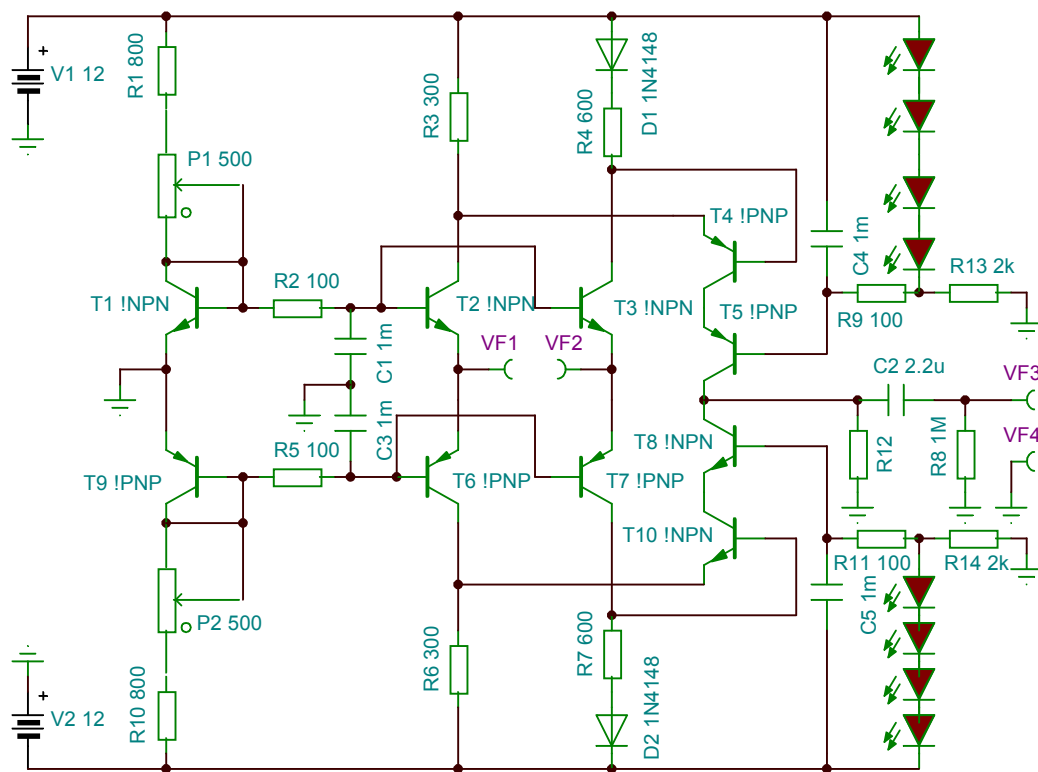 +
V1 12
R1 800
P1 500
R3 300
R4 600
D1 1N4148
T4 !PNP
C4 1m
R9 100
R13 2k
T1 !NPN
R2 100
T2 !NPN
T3 !NPN
T5 !PNP
C1 1m
VF1
VF2
C2 2.2u
VF3
VF4
T9 !PNP
R5 100
C3 1m
T6 !PNP
T7 !PNP
T8 !NPN
R12
R8 1M
T10 !NPN
R11 100
R14 2k
C5 1m
P2 500
R10 800
R6 300
R7 600
D2 1N4148
+
V2 12